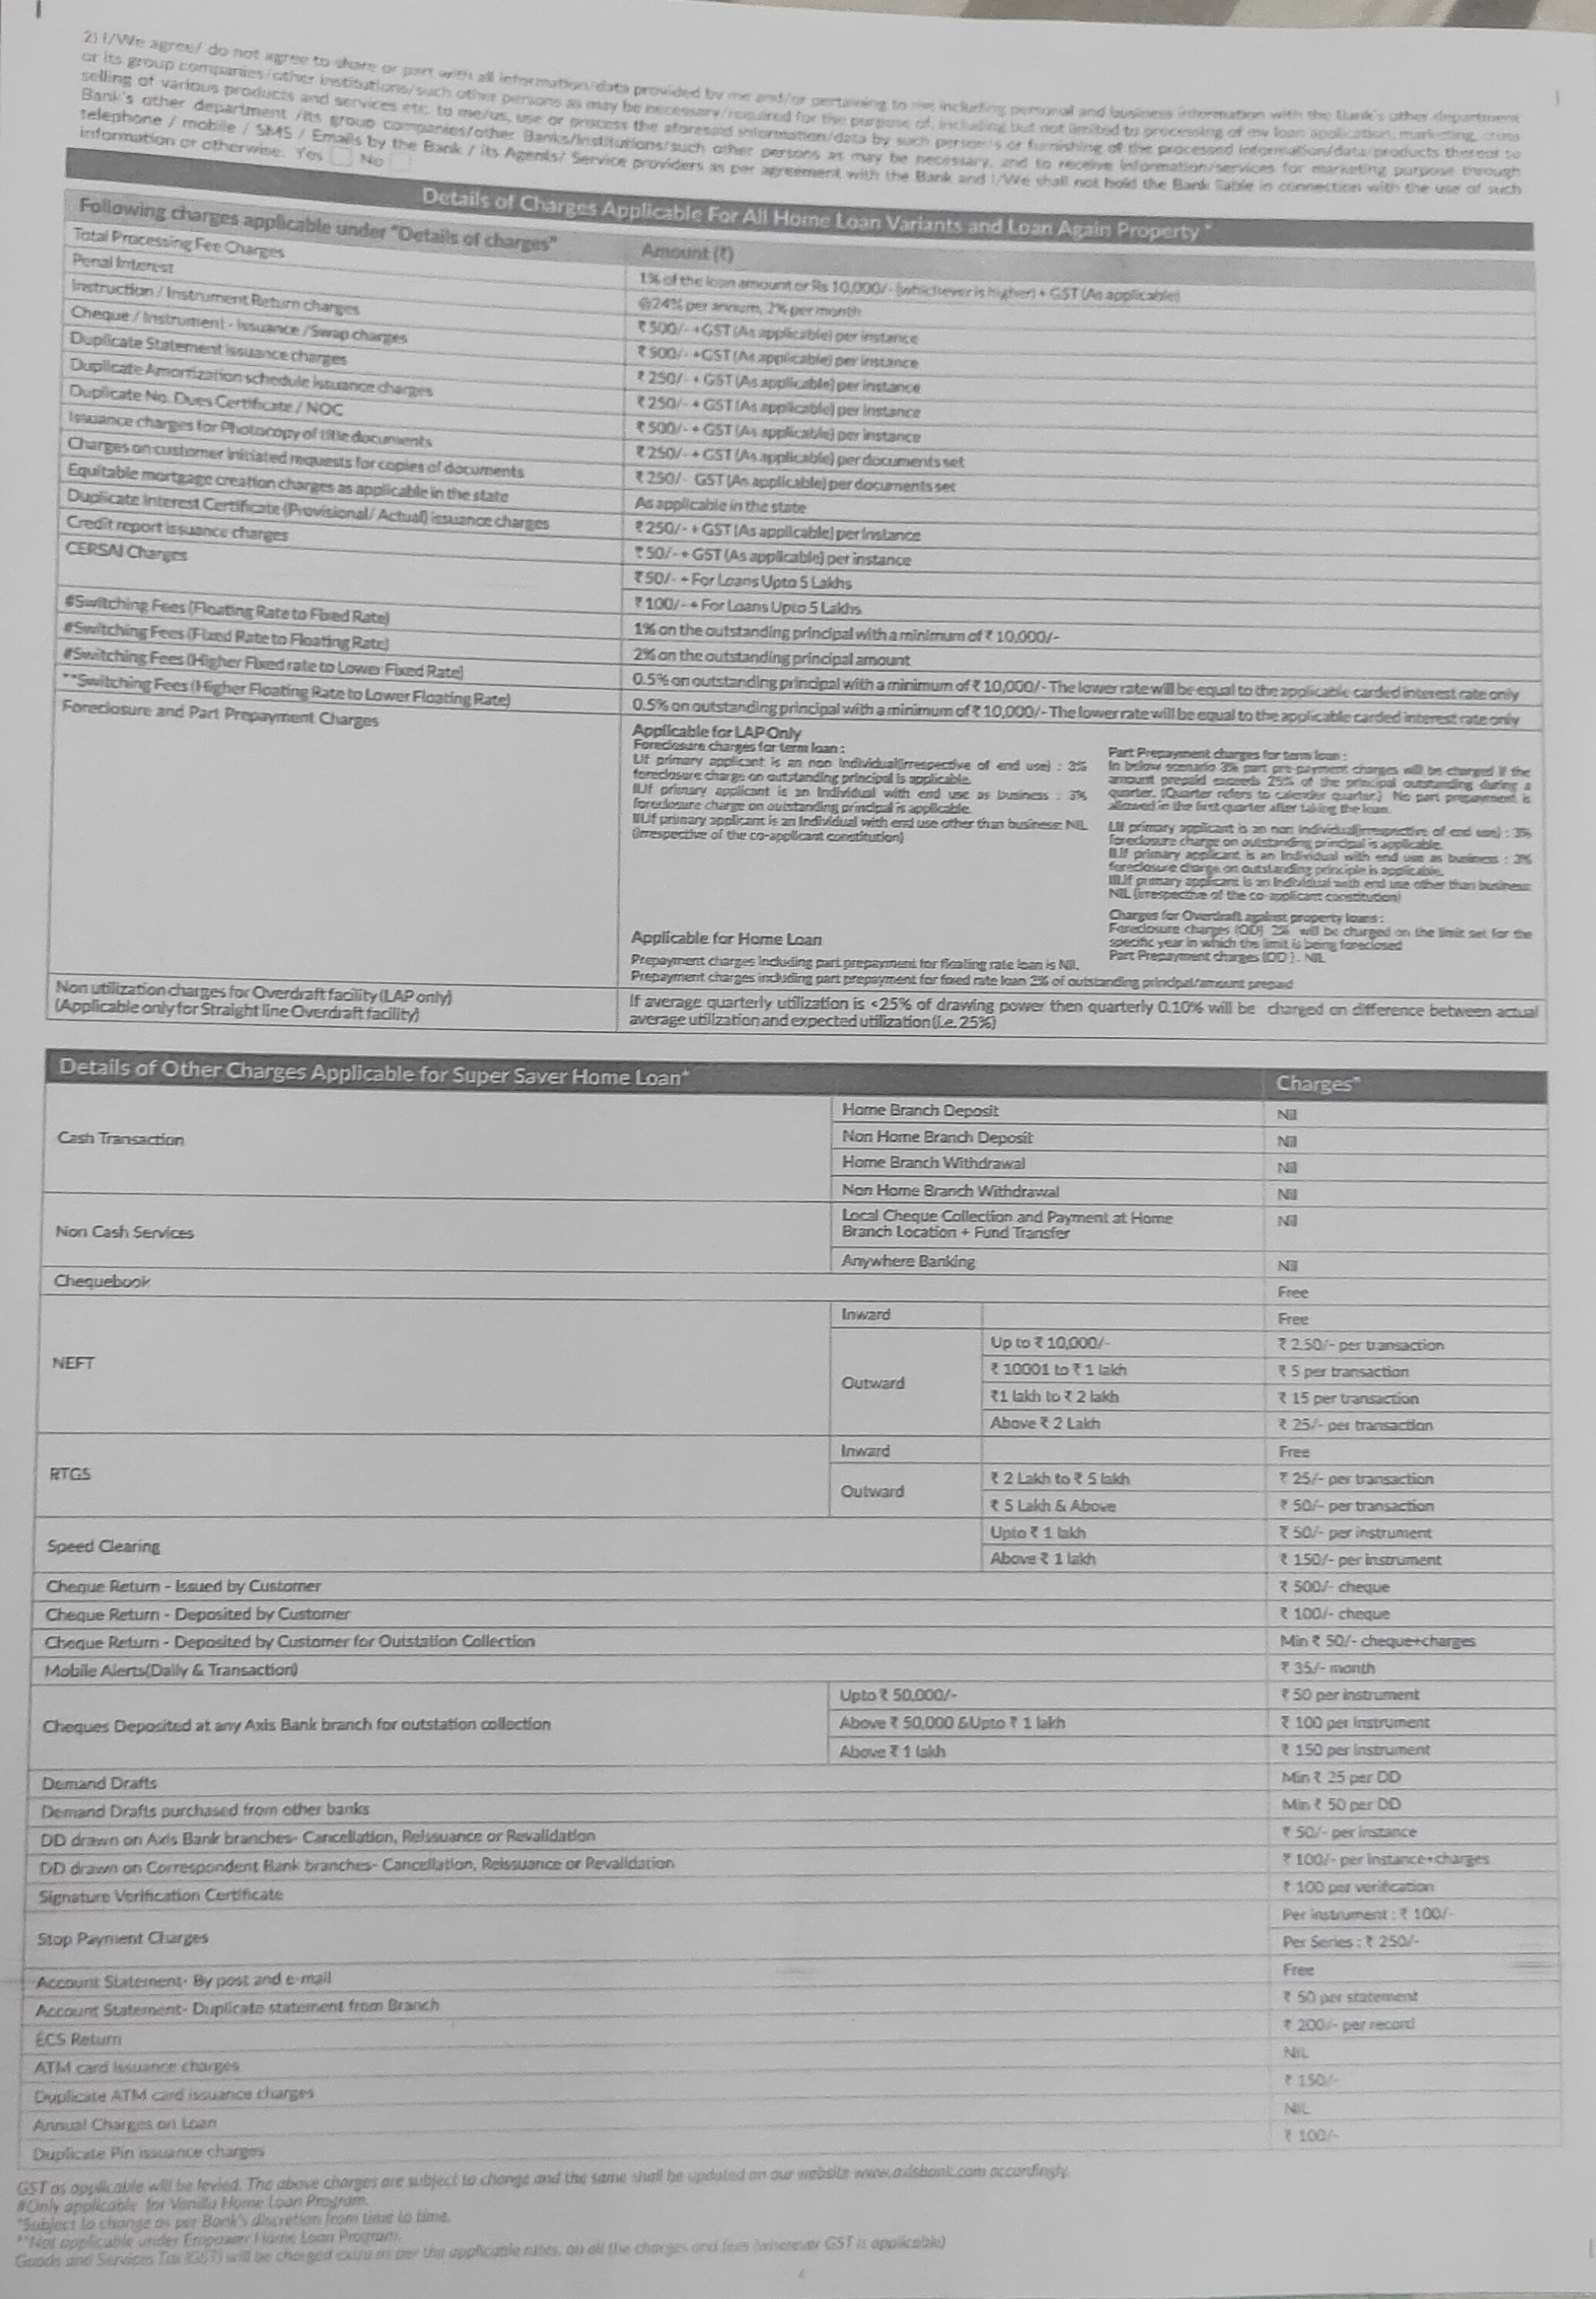 2) I/We agree/ do not agree to share or part with all information/data provided by me and/or pertaining to me including personal and business information with the Bank's other department
or its group companies/other institutions/such other persons as may be necessary/required for the purpose of, including but not limited to processing of my loan application, marketing, cross
selling of various products and services etc. to me/us, use or process the aforesaid information/data by such person/s or furnishing of the processed information/data/products thereof to
Bank's other department /its group companies/other Banks/Institutions/such other persons as may be necessary, and to receive information/services for marketing purpose through
telephone / mobile / SMS / Emails by the Bank / its Agents/ Service providers as per agreement with the Bank and I/We shall not hold the Bank liable in connection with the use of such
information or otherwise. Yes No
Details of Charges Applicable For All Home Loan Variants and Loan Again Property *
Following charges applicable under "Details of charges" Amount (₹)
Total Processing Fee Charges 1% of the loan amount or Rs 10,000/- (whichever is higher) + GST (As applicable)
Penal Interest @24% per annum, 2% per month
Instruction / Instrument Return charges ₹ 500/- +GST (As applicable) per instance
Cheque / Instrument - Issuance /Swap charges ₹ 500/- +GST (As applicable) per instance
Duplicate Statement issuance charges ₹ 250/- + GST (As applicable) per instance
Duplicate Amortization schedule issuance charges ₹ 250/- + GST (As applicable) per instance
Duplicate No. Dues Certificate / NOC ₹ 500/- + GST (As applicable) per instance
Issuance charges for Photocopy of title documents ₹ 250/- + GST (As applicable) per documents set
Charges on customer initiated requests for copies of documents ₹ 250/- GST (As applicable) per documents set
Equitable mortgage creation charges as applicable in the state As applicable in the state
Duplicate Interest Certificate (Provisional/ Actual) issuance charges ₹ 250/- + GST (As applicable) per instance
Credit report issuance charges ₹ 50/- + GST (As applicable) per instance
CERSAI Charges ₹ 50/- + For Loans Upto 5 Lakhs
₹ 100/- + For Loans Upto 5 Lakhs
#Switching Fees (Floating Rate to Fixed Rate) 1% on the outstanding principal with a minimum of ₹ 10,000/-
#Switching Fees (Fixed Rate to Floating Rate) 2% on the outstanding principal amount
#Switching Fees (Higher Fixed rate to Lower Fixed Rate) 0.5% on outstanding principal with a minimum of ₹ 10,000/- The lower rate will be equal to the applicable carded interest rate only
**Switching Fees (Higher Floating Rate to Lower Floating Rate) 0.5% on outstanding principal with a minimum of ₹ 10,000/- The lower rate will be equal to the applicable carded interest rate only
Foreclosure and Part Prepayment Charges
Applicable for LAP Only
Foreclosure charges for term loan :
I.If primary applicant is an non Individual(irrespective of end use) : 3%
foreclosure charge on outstanding principal is applicable.
II.If primary applicant is an Individual with end use as business : 3%
foreclosure charge on outstanding principal is applicable.
III.If primary applicant is an Individual with end use other than business: NIL
(Irrespective of the co-applicant constitution)
Part Prepayment charges for term loan :
In below scenario 3% part pre-payment charges will be charged if the
amount prepaid exceeds 25% of the principal outstanding during a
quarter. (Quarter refers to calender quarter.) No part prepayment is
allowed in the first quarter after taking the loan.
I.If primary applicant is an non Individual(irrespective of end use) : 3%
foreclosure charge on outstanding principal is applicable.
II.If primary applicant is an Individual with end use as business : 3%
foreclosure charge on outstanding principle is applicable.
III.If primary applicant is an Individual with end use other than business:
NIL (Irrespective of the co-applicant constitution)
Charges for Overdraft against property loans :
Foreclosure charges (OD) 2% will be charged on the limit set for the
specific year in which the limit is being foreclosed
Part Prepayment charges (OD ) - NIL
Applicable for Home Loan
Prepayment charges including part prepayment for floating rate loan is Nil.
Prepayment charges including part prepayment for fixed rate loan 2% of outstanding principal/amount prepaid
Non utilization charges for Overdraft facility (LAP only)
(Applicable only for Straight line Overdraft facility)
If average quarterly utilization is <25% of drawing power then quarterly 0.10% will be charged on difference between actual
average utilization and expected utilization (i.e. 25%)
Details of Other Charges Applicable for Super Saver Home Loan* Charges*
Cash Transaction
Home Branch Deposit Nil
Non Home Branch Deposit Nil
Home Branch Withdrawal Nil
Non Home Branch Withdrawal Nil
Non Cash Services
Local Cheque Collection and Payment at Home
Branch Location + Fund Transfer Nil
Anywhere Banking Nil
Chequebook Free
NEFT
Inward Free
Outward
Up to ₹ 10,000/- ₹ 2.50/- per transaction
₹ 10001 to ₹ 1 lakh ₹ 5 per transaction
₹1 lakh to ₹ 2 lakh ₹ 15 per transaction
Above ₹ 2 Lakh ₹ 25/- per transaction
RTGS
Inward Free
Outward
₹ 2 Lakh to ₹ 5 lakh ₹ 25/- per transaction
₹ 5 Lakh & Above ₹ 50/- per transaction
Speed Clearing
Upto ₹ 1 lakh ₹ 50/- per instrument
Above ₹ 1 lakh ₹ 150/- per instrument
Cheque Return - Issued by Customer ₹ 500/- cheque
Cheque Return - Deposited by Customer ₹ 100/- cheque
Cheque Return - Deposited by Customer for Outstation Collection Min ₹ 50/- cheque+charges
Mobile Alerts(Daily & Transaction) ₹ 35/- month
Cheques Deposited at any Axis Bank branch for outstation collection
Upto ₹ 50,000/- ₹ 50 per instrument
Above ₹ 50,000 &Upto ₹ 1 lakh ₹ 100 per instrument
Above ₹ 1 lakh ₹ 150 per instrument
Demand Drafts Min ₹ 25 per DD
Demand Drafts purchased from other banks Min ₹ 50 per DD
DD drawn on Axis Bank branches- Cancellation, Reissuance or Revalidation ₹ 50/- per instance
DD drawn on Correspondent Bank branches- Cancellation, Reissuance or Revalidation ₹ 100/- per instance+charges
Signature Verification Certificate ₹ 100 per verification
Stop Payment Charges
Per instrument : ₹ 100/-
Per Series : ₹ 250/-
Account Statement- By post and e-mail Free
Account Statement- Duplicate statement from Branch ₹ 50 per statement
ECS Return ₹ 200/- per record
ATM card issuance charges NIL
Duplicate ATM card issuance charges ₹ 150/-
Annual Charges on Loan NIL
Duplicate Pin issuance charges ₹ 100/-
GST as applicable will be levied. The above charges are subject to change and the same shall be updated on our website www.axisbank.com accordingly.
#Only applicable for Vanilla Home Loan Program.
*Subject to change as per Bank's discretion from time to time.
**Not applicable under Empower Home Loan Program.
Goods and Services Tax (GST) will be charged extra as per the applicable rates, on all the charges and fees (wherever GST is applicable)